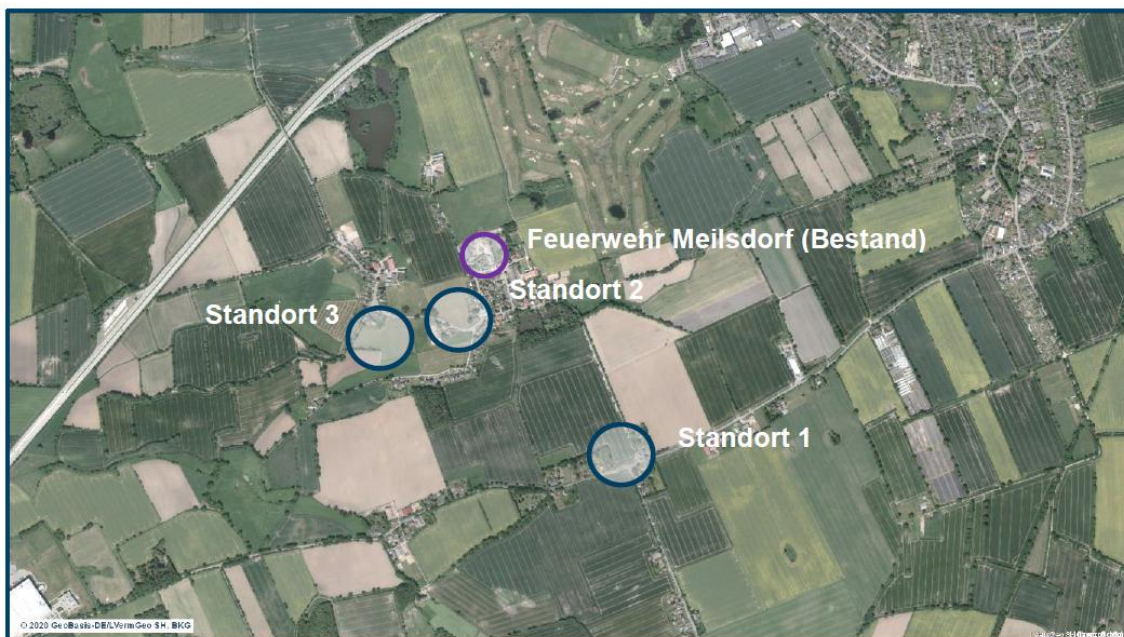 Feuerwehr Meilsdorf (Bestand)
Standort 2
Standort 3
Standort 1
© 2020 GeoBasis-DE/LVermGeo SH, BKG